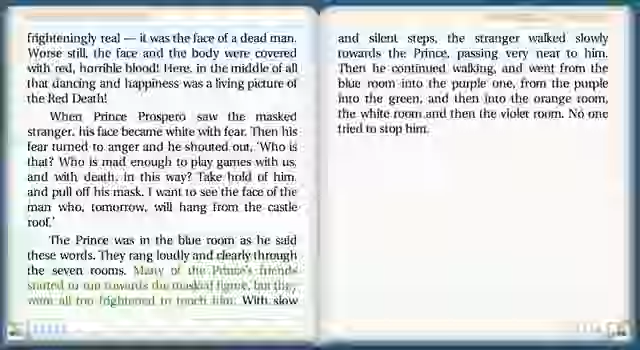 frighteningly real — it was the face of a dead man.
Worse still, the face and the body were covered
with red, horrible blood! Here, in the middle of all
that dancing and happiness was a living picture of
the Red Death!
When Prince Prospero saw the masked
stranger, his face became white with fear. Then his
fear turned to anger and he shouted out, 'Who is
that? Who is mad enough to play games with us,
and with death, in this way? Take hold of him,
and pull off his mask. I want to see the face of the
man who, tomorrow, will hang from the castle
roof.'
The Prince was in the blue room as he said
these words. They rang loudly and clearly through
the seven rooms. Many of the Prince's friends
started to run towards the masked figure, but they
were all too frightened to touch him. With slow
and silent steps, the stranger walked slowly
towards the Prince, passing very near to him.
Then he continued walking, and went from the
blue room into the purple one, from the purple
into the green, and then into the orange room,
the white room and then the violet room. No one
tried to stop him.